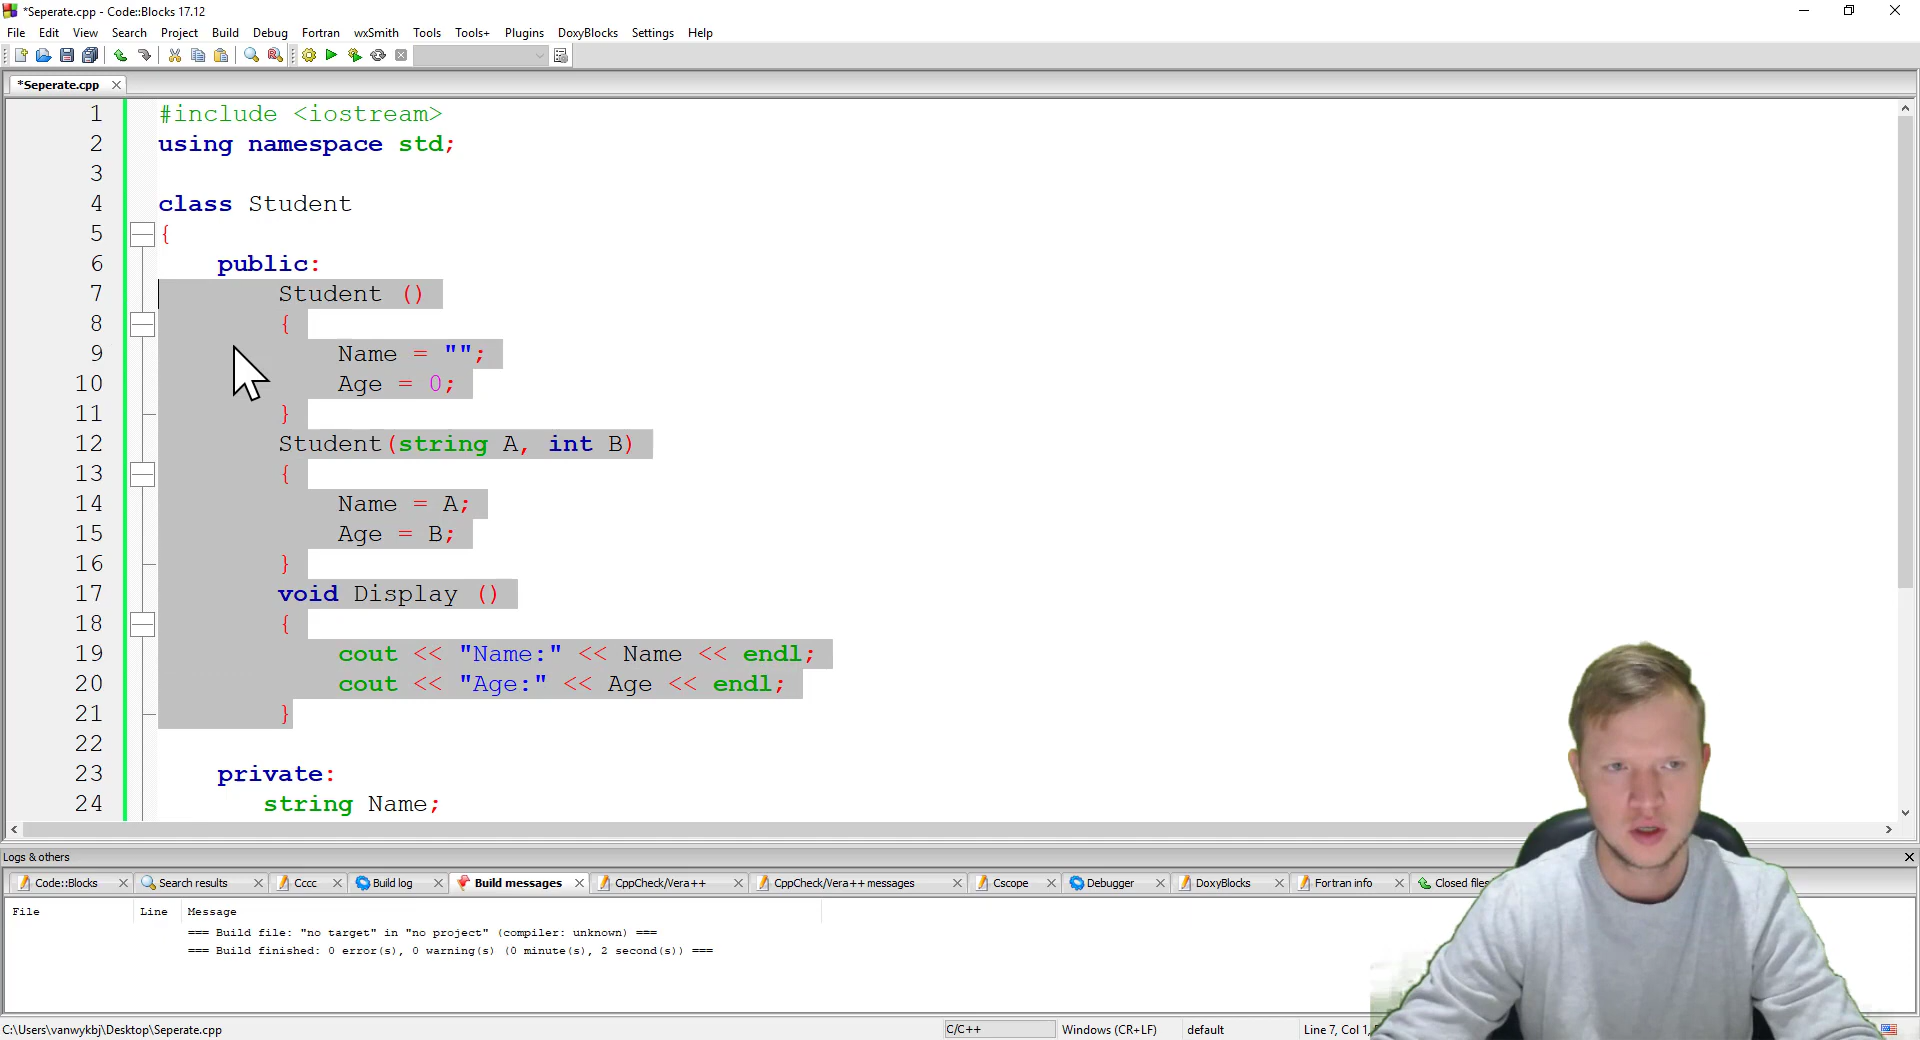 *Seperate.cpp - Code::Blocks 17.12
File Edit View Search Project Build Debug Fortran wxSmith Tools Tools+ Plugins DoxyBlocks Settings Help
*Seperate.cpp
1 #include <iostream>
2 using namespace std;
3
4 class Student
5 {
6 public:
7 Student ()
8 {
9 Name = "";
10 Age = 0;
11 }
12 Student(string A, int B)
13 {
14 Name = A;
15 Age = B;
16 }
17 void Display ()
18 {
19 cout << "Name:" << Name << endl;
20 cout << "Age:" << Age << endl;
21 }
22
23 private:
24 string Name;
Logs & others
Code::Blocks Search results Cccc Build log Build messages CppCheck/Vera++ CppCheck/Vera++ messages Cscope Debugger DoxyBlocks Fortran info Closed files
File Line Message
=== Build file: "no target" in "no project" (compiler: unknown) ===
=== Build finished: 0 error(s), 0 warning(s) (0 minute(s), 2 second(s)) ===
C:\Users\vanwykbj\Desktop\Seperate.cpp C/C++ Windows (CR+LF) default Line 7, Col 1,